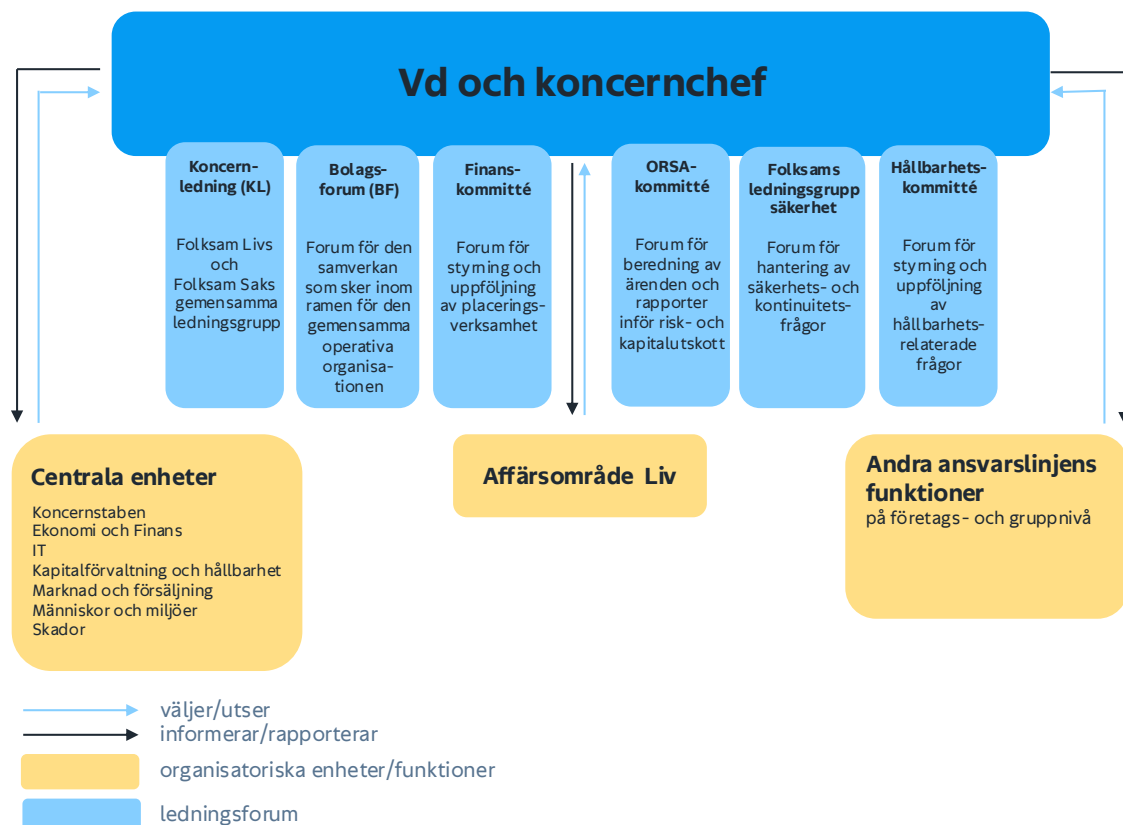 Vd och koncernchef
Koncern-
ledning (KL)
Folksam Livs
och
Folksam Saks
gemensamma
ledningsgrupp
Bolags-
forum (BF)
Forum för den
samverkan
som sker inom
ramen för den
gemensamma
operativa
organisa-
tionen
Finans-
kommitté
Forum för
styrning och
uppföljning
av placerings-
verksamhet
ORSA-
kommitté
Forum för
beredning av
ärenden och
rapporter
inför risk- och
kapitalutskott
Folksams
ledningsgrupp
säkerhet
Forum för
hantering av
säkerhets- och
kontinuitets-
frågor
Hållbarhets-
kommitté
Forum för
styrning och
uppföljning
av
hållbarhets-
relaterade
frågor
Centrala enheter
Koncernstaben
Ekonomi och Finans
IT
Kapitalförvaltning och hållbarhet
Marknad och försäljning
Människor och miljöer
Skador
Affärsområde Liv
Andra ansvarslinjens
funktioner
på företags- och gruppnivå
väljer/utser
informerar/rapporterar
organisatoriska enheter/funktioner
ledningsforum